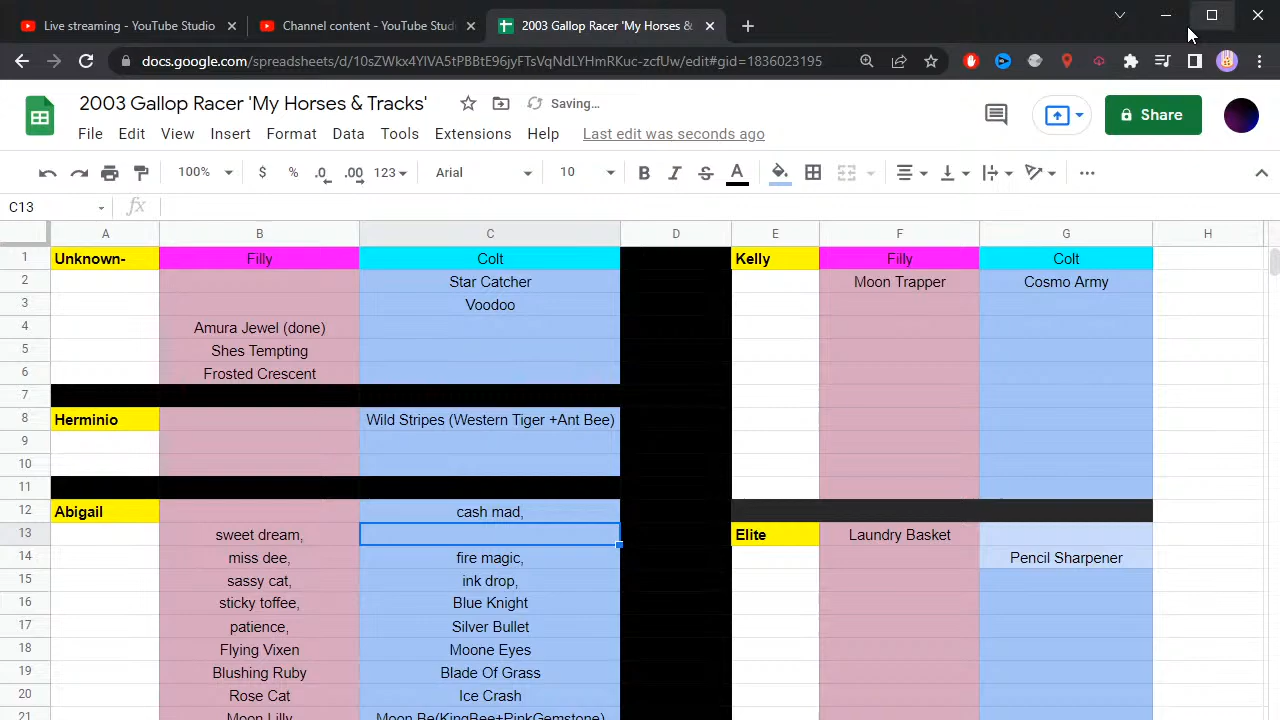 Live streaming - YouTube Studio
Channel content - YouTube Studi
2003 Gallop Racer 'My Horses &
docs.google.com/spreadsheets/d/10sZWkx4YlVA5tPBBtE96jyFTsVqNdLYHmRKuc-zcfUw/edit#gid=1836023195
2003 Gallop Racer 'My Horses & Tracks'
Saving...
Share
File Edit View Insert Format Data Tools Extensions Help Last edit was seconds ago
100% $ % .0 .00 123 Arial 10 B I S A
C13 fx
A B C D E F G H
1 Unknown- Filly Colt Kelly Filly Colt
2 Star Catcher Moon Trapper Cosmo Army
3 Voodoo
4 Amura Jewel (done)
5 Shes Tempting
6 Frosted Crescent
7
8 Herminio Wild Stripes (Western Tiger +Ant Bee)
9
10
11
12 Abigail cash mad,
13 sweet dream, Elite Laundry Basket
14 miss dee, fire magic, Pencil Sharpener
15 sassy cat, ink drop,
16 sticky toffee, Blue Knight
17 patience, Silver Bullet
18 Flying Vixen Moone Eyes
19 Blushing Ruby Blade Of Grass
20 Rose Cat Ice Crash
21 Moon Lilly Moon Be(KingBee+PinkGemstone)